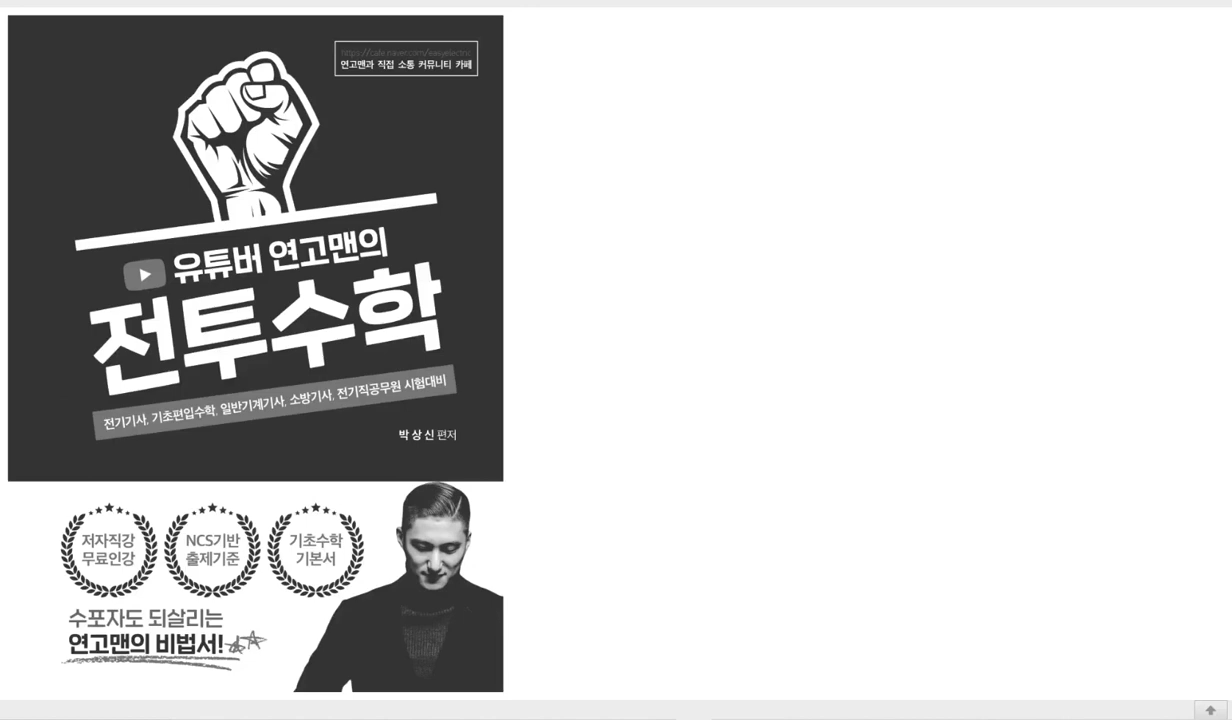 https://cafe.naver.com/easyelectric
연고맨과 직접 소통 커뮤니티 카페
유튜버 연고맨의
전투수학
전기기사, 기초편입수학, 일반기계기사, 소방기사, 전기직공무원 시험대비
박상신 편저
저자직강
무료인강
NCS기반
출제기준
기초수학
기본서
수포자도 되살리는
연고맨의 비법서!